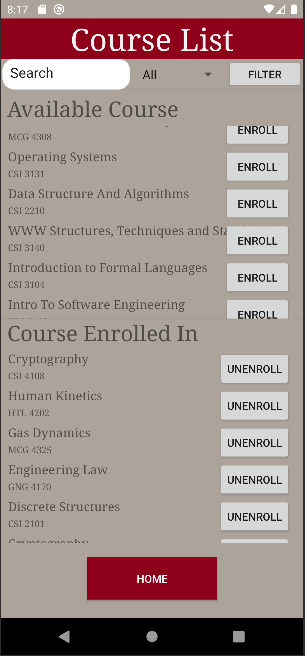 8:17
Course List
Search
All
FILTER
Available Course
MCG 4308
ENROLL
Operating Systems
CSI 3131
ENROLL
Data Structure And Algorithms
CSI 2210
ENROLL
WWW Structures, Techniques and Sta
CSI 3140
ENROLL
Introduction to Formal Languages
CSI 3104
ENROLL
Intro To Software Engineering
ENROLL
Course Enrolled In
Cryptography
CSI 4108
UNENROLL
Human Kinetics
HTL 4202
UNENROLL
Gas Dynamics
MCG 4325
UNENROLL
Engineering Law
GNG 4170
UNENROLL
Discrete Structures
CSI 2101
UNENROLL
Cryptography
HOME